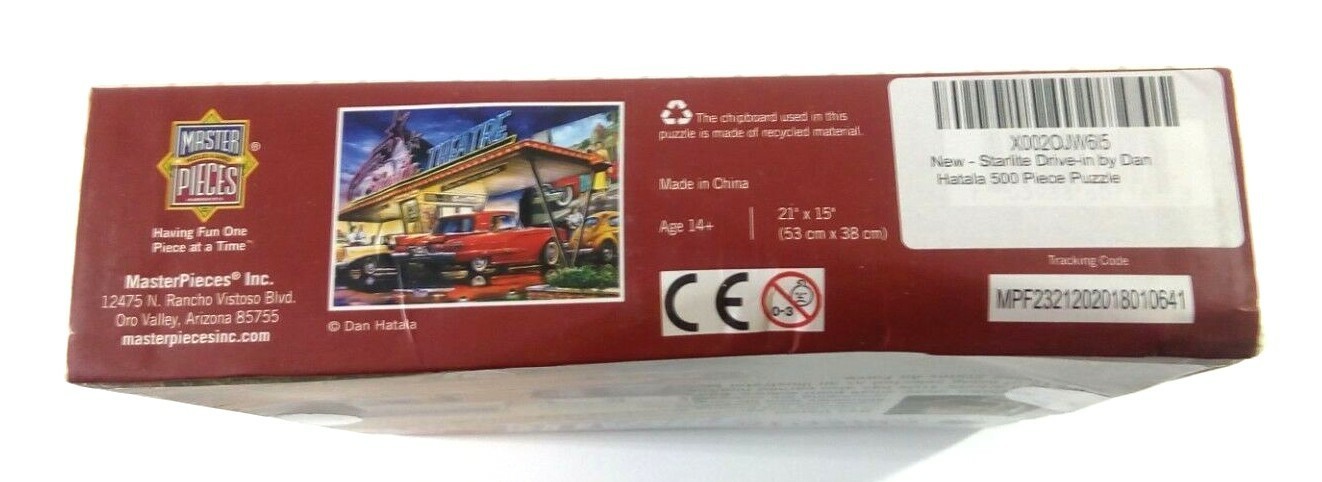 MASTER
PIECES
®
Having Fun One
Piece at a Time™
MasterPieces® Inc.
12475 N. Rancho Vistoso Blvd.
Oro Valley, Arizona 85755
masterpiecesinc.com
THEATRE
© Dan Hatala
The chipboard used in this
puzzle is made of recycled material.
Made in China
Age 14+
21" x 15"
(53 cm x 38 cm)
CE
0-3
X002OJW6I5
New - Starlite Drive-in by Dan
Hatala 500 Piece Puzzle
Tracking Code
MPF2321202018010641